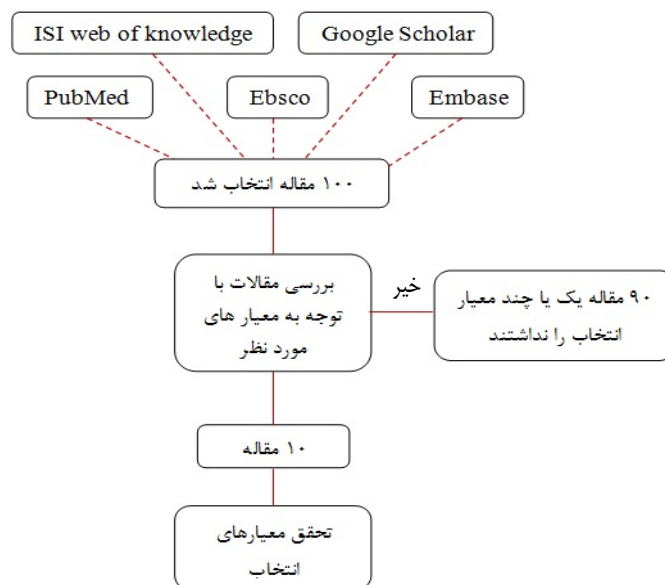 ISI web of knowledge
Google Scholar
PubMed
Ebsco
Embase
۱۰۰ مقاله انتخاب شد
بررسی مقالات با
توجه به معیار های
مورد نظر
خیر
۹۰ مقاله یک یا چند معیار
انتخاب را نداشتند
۱۰ مقاله
تحقق معیارهای
انتخاب